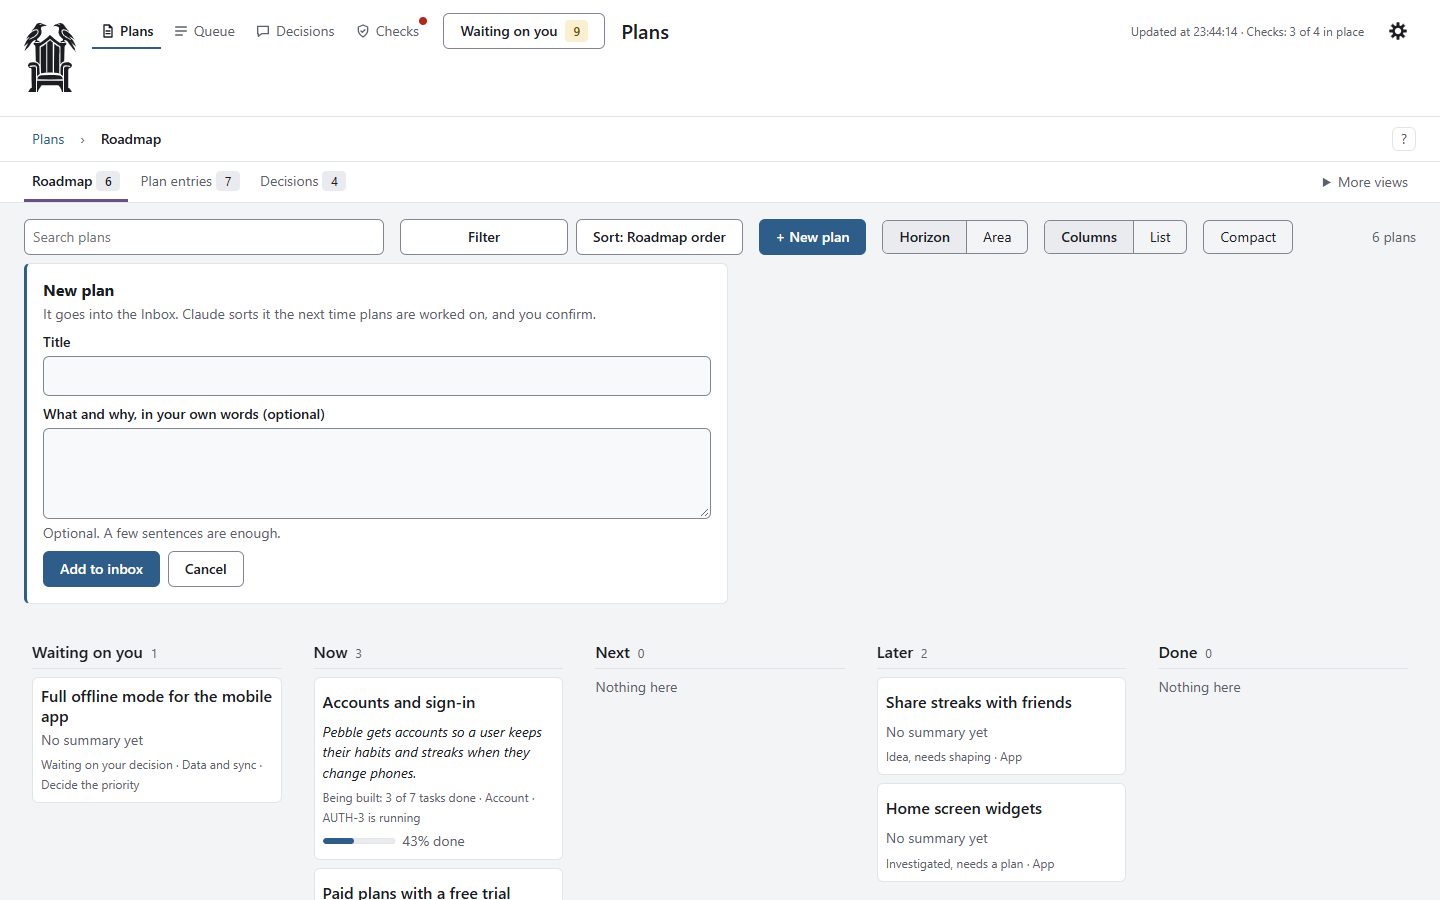 Plans
Queue
Decisions
Checks
Waiting on you 9
Plans
Updated at 23:44:14 · Checks: 3 of 4 in place
Plans › Roadmap
?
Roadmap 6
Plan entries 7
Decisions 4
▶ More views
Search plans
Filter
Sort: Roadmap order
+ New plan
Horizon
Area
Columns
List
Compact
6 plans
New plan
It goes into the Inbox. Claude sorts it the next time plans are worked on, and you confirm.
Title
What and why, in your own words (optional)
Optional. A few sentences are enough.
Add to inbox
Cancel
Waiting on you 1
Full offline mode for the mobile
app
No summary yet
Waiting on your decision · Data and sync ·
Decide the priority
Now 3
Accounts and sign-in
Pebble gets accounts so a user keeps
their habits and streaks when they
change phones.
Being built: 3 of 7 tasks done · Account ·
AUTH-3 is running
43% done
Paid plans with a free trial
Next 0
Nothing here
Later 2
Share streaks with friends
No summary yet
Idea, needs shaping · App
Home screen widgets
No summary yet
Investigated, needs a plan · App
Done 0
Nothing here